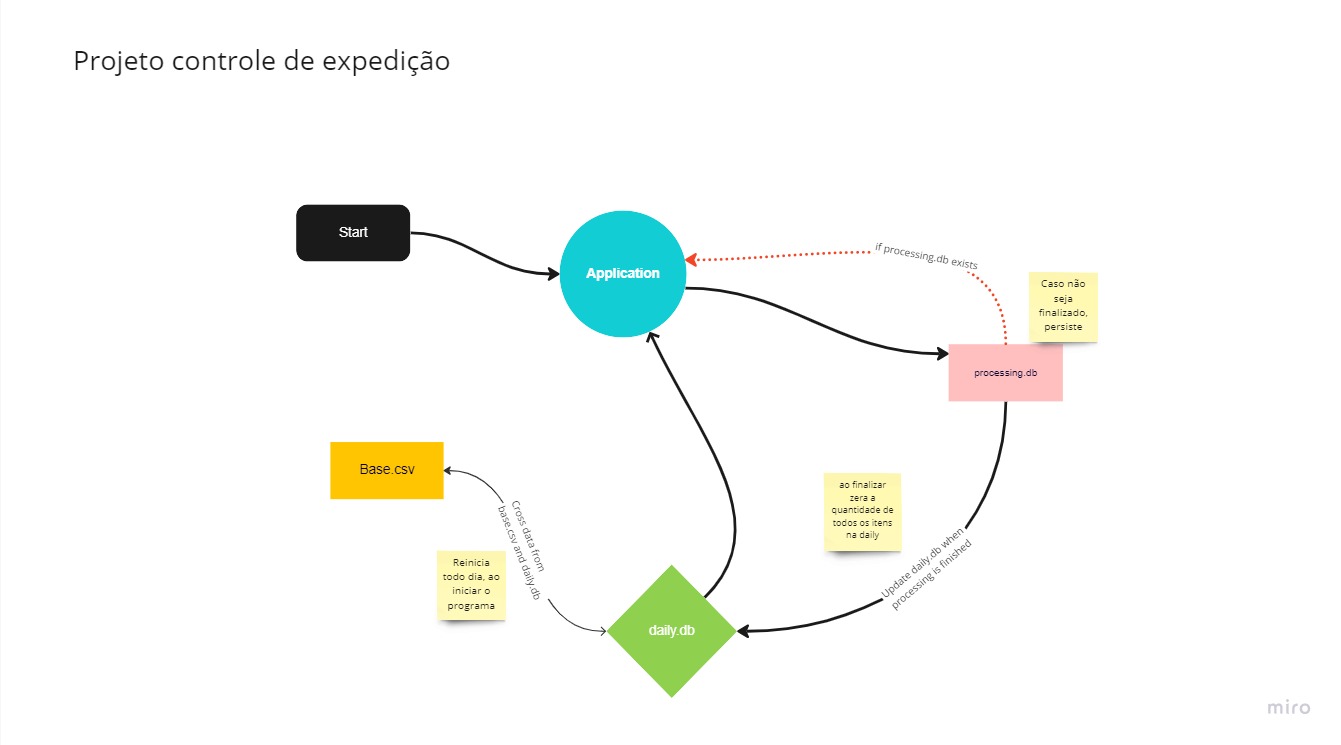 Projeto controle de expedição
Start
Application
if processing.db exists
Caso não
seja
finalizado,
persiste
processing.db
Base.csv
Cross data from
base.csv and daily.db
ao finalizar
zera a
quantidade de
todos os itens
na daily
Reinicia
todo dia, ao
iniciar o
programa
Update daily.db when
processing is finished
daily.db
miro